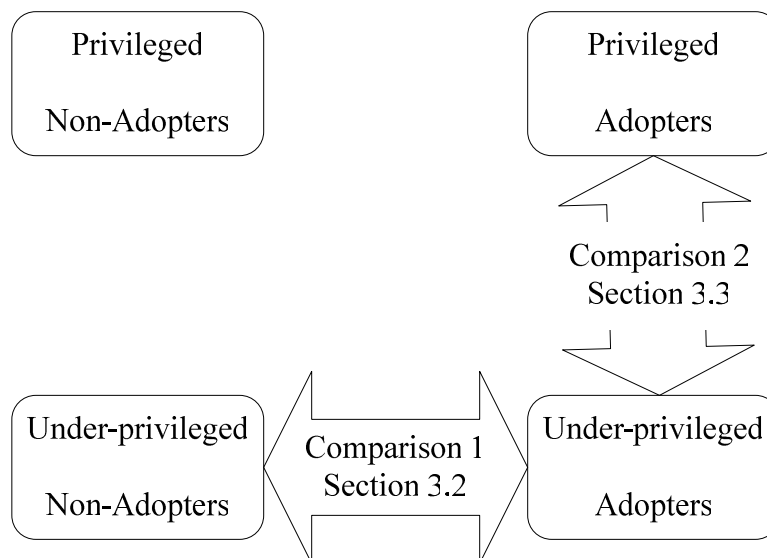 Privileged
Non-Adopters
Privileged
Adopters
Comparison 2
Section 3.3
Under-privileged
Non-Adopters
Comparison 1
Section 3.2
Under-privileged
Adopters